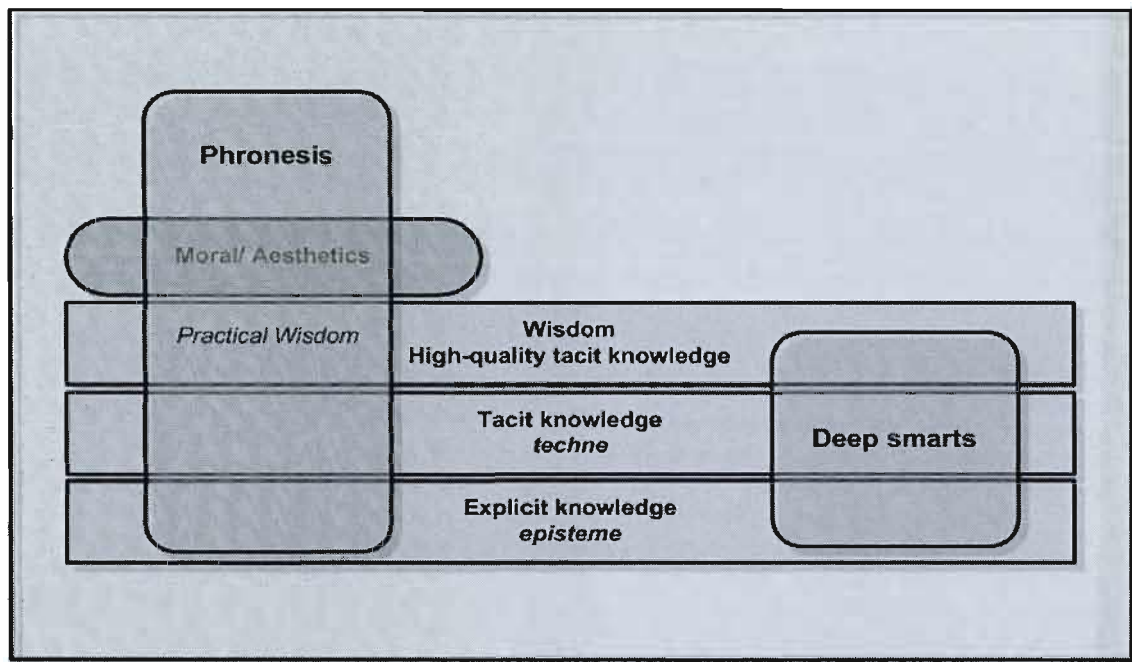 Phronesis
Moral/ Aesthetics
Practical Wisdom
Wisdom
High-quality tacit knowledge
Tacit knowledge
techne
Deep smarts
Explicit knowledge
episteme